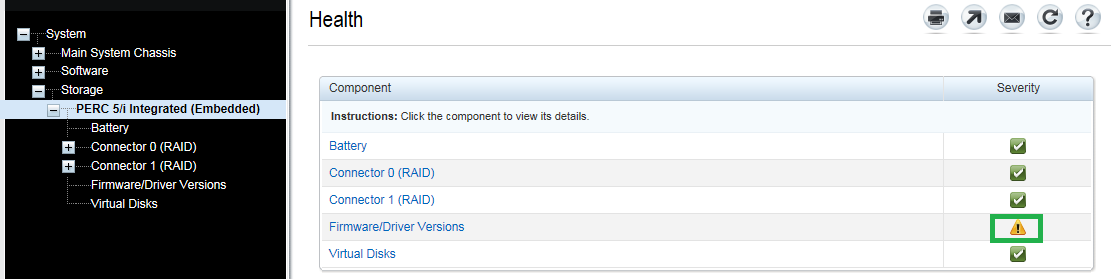 Health
System
Main System Chassis
Software
Storage
PERC 5/i Integrated (Embedded)
Battery
Connector 0 (RAID)
Connector 1 (RAID)
Firmware/Driver Versions
Virtual Disks
Component Severity
Instructions: Click the component to view its details.
Battery
Connector 0 (RAID)
Connector 1 (RAID)
Firmware/Driver Versions
Virtual Disks